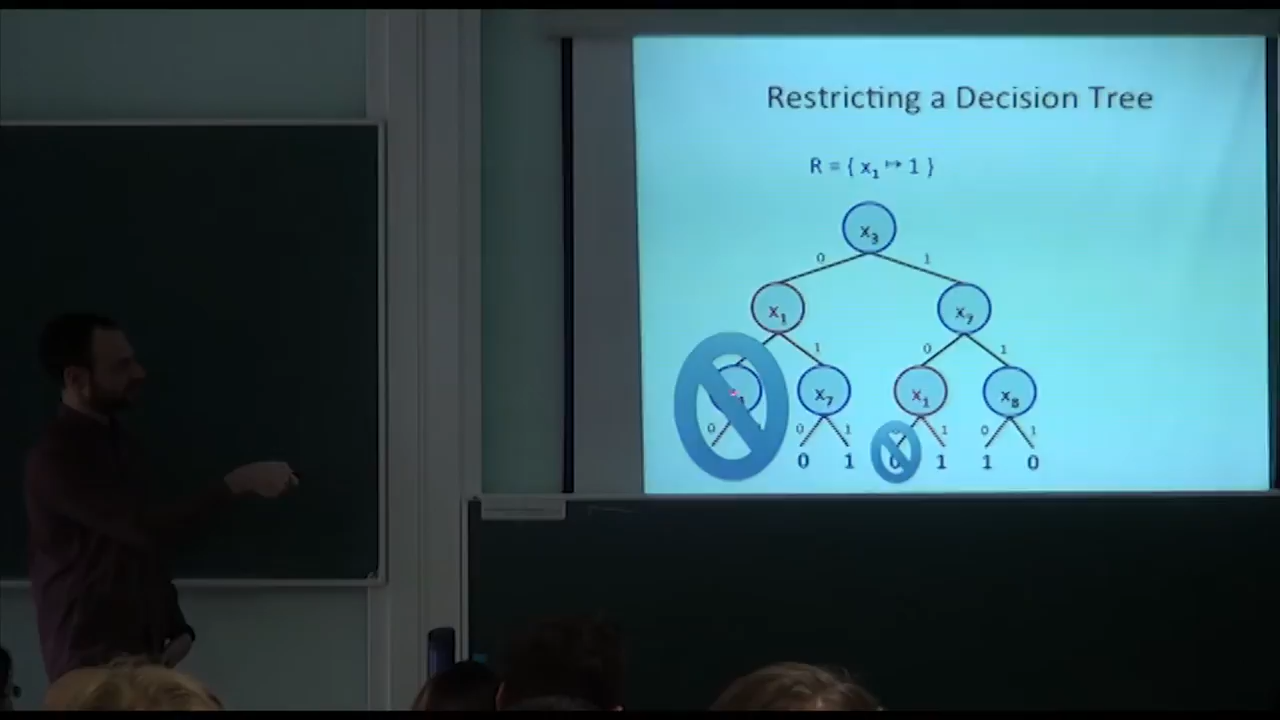 Restricting a Decision Tree
R = { x₁ ↦ 1 }
x₃
0 1
x₁ x₇
1 0 1
x₇ x₁ x₈
0 0 1 1 0 1
0 1 1 1 0